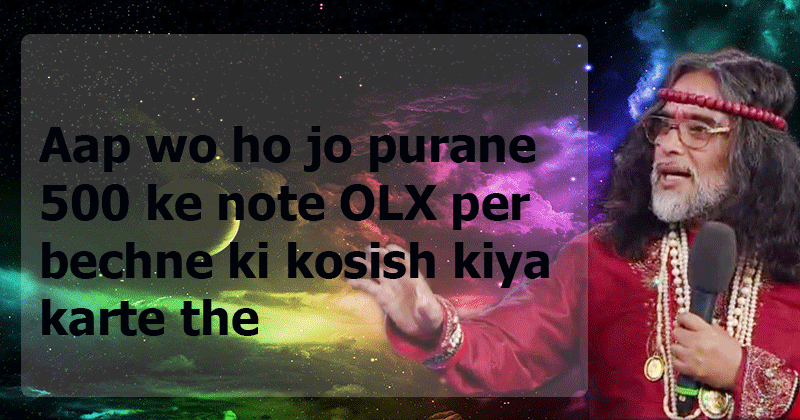 Aap wo ho jo purane
500 ke note OLX per
bechne ki kosish kiya
karte the